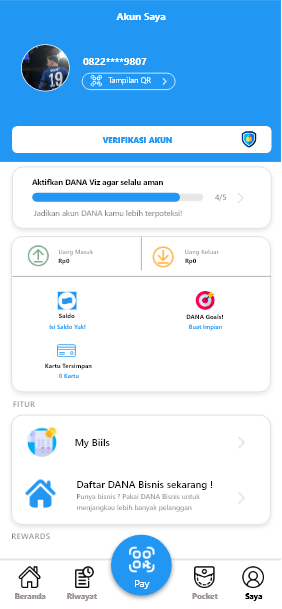 Akun Saya
19
0822****9807
Tampilan QR
VERIFIKASI AKUN
Aktifkan DANA Viz agar selalu aman
4/5
Jadikan akun DANA kamu lebih terpoteksi!
Uang Masuk
Rp0
Uang Keluar
Rp0
Saldo
Isi Saldo Yuk!
DANA Goals!
Buat Impian
Kartu Tersimpan
0 Kartu
FITUR
My Biils
Daftar DANA Bisnis sekarang !
Punya bisnis ? Pakai DANA Bisnis untuk
menjangkau lebih banyak pelanggan
REWARDS
Beranda
Riwayat
Pay
Pocket
Saya